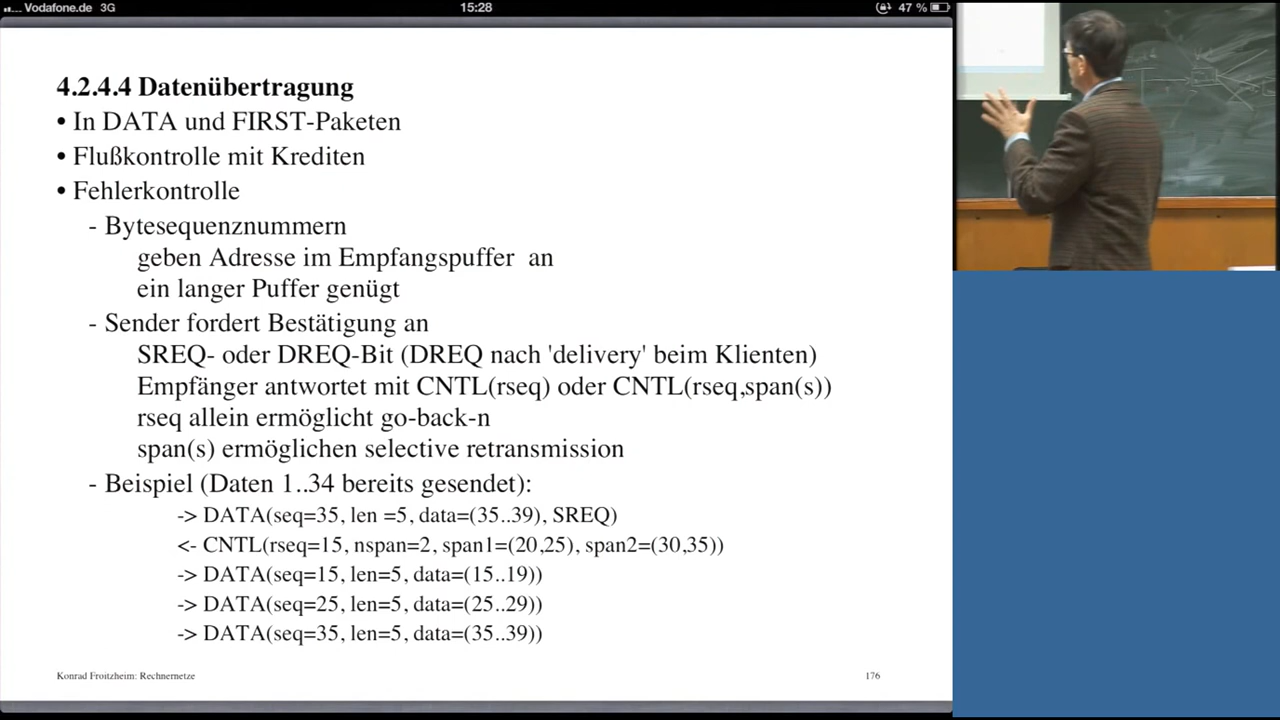 Vodafone.de 3G 15:28 47 %
4.2.4.4 Datenübertragung
• In DATA und FIRST-Paketen
• Flußkontrolle mit Krediten
• Fehlerkontrolle
- Bytesequenznummern
geben Adresse im Empfangspuffer an
ein langer Puffer genügt
- Sender fordert Bestätigung an
SREQ- oder DREQ-Bit (DREQ nach 'delivery' beim Klienten)
Empfänger antwortet mit CNTL(rseq) oder CNTL(rseq,span(s))
rseq allein ermöglicht go-back-n
span(s) ermöglichen selective retransmission
- Beispiel (Daten 1..34 bereits gesendet):
-> DATA(seq=35, len =5, data=(35..39), SREQ)
<- CNTL(rseq=15, nspan=2, span1=(20,25), span2=(30,35))
-> DATA(seq=15, len=5, data=(15..19))
-> DATA(seq=25, len=5, data=(25..29))
-> DATA(seq=35, len=5, data=(35..39))
Konrad Froitzheim: Rechnernetze 176